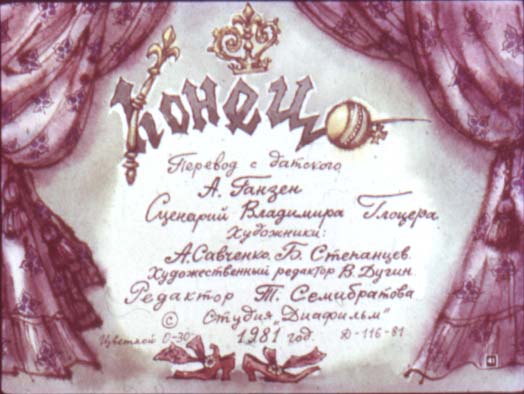 Конец
Перевод с датского
А. Ганзен
Сценарий Владимира Глоцера
Художники:
А. Савченко, Б. Степанцев.
Художественный редактор В. Дугин.
Редактор Т. Семибратова
© Студия „Диафильм"
Цветной 0-30 1981 год. Д-116-81
41